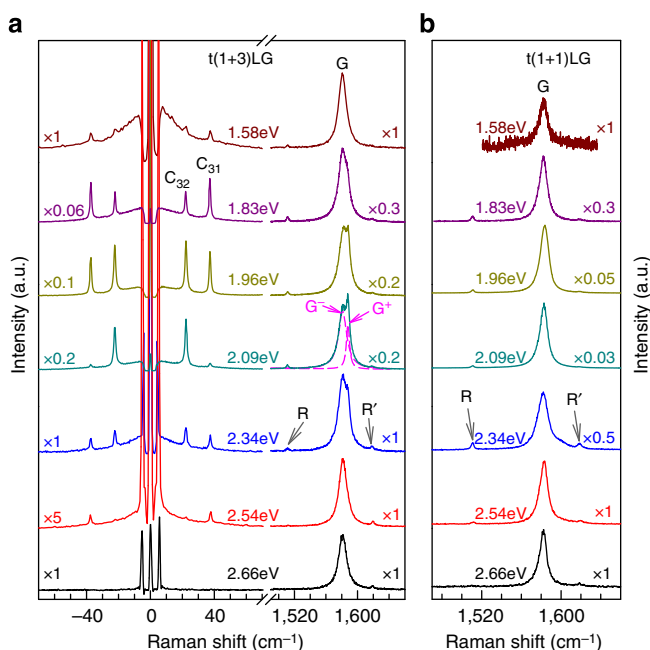 a
b
t(1+3)LG
t(1+1)LG
G
G
×1
1.58eV
×1
1.58eV
×1
C31
C32
×0.06
1.83eV
×0.3
1.83eV
×0.3
×0.1
1.96eV
×0.2
1.96eV
×0.05
G−
G+
×0.2
2.09eV
×0.2
2.09eV
×0.03
R
R′
R
R′
×1
2.34eV
×1
2.34eV
×0.5
×5
2.54eV
×1
2.54eV
×1
×1
2.66eV
×1
2.66eV
×1
−40
0
40
1,520
1,600
1,520
1,600
Raman shift (cm−1)
Raman shift (cm−1)
Intensity (a.u.)
Intensity (a.u.)